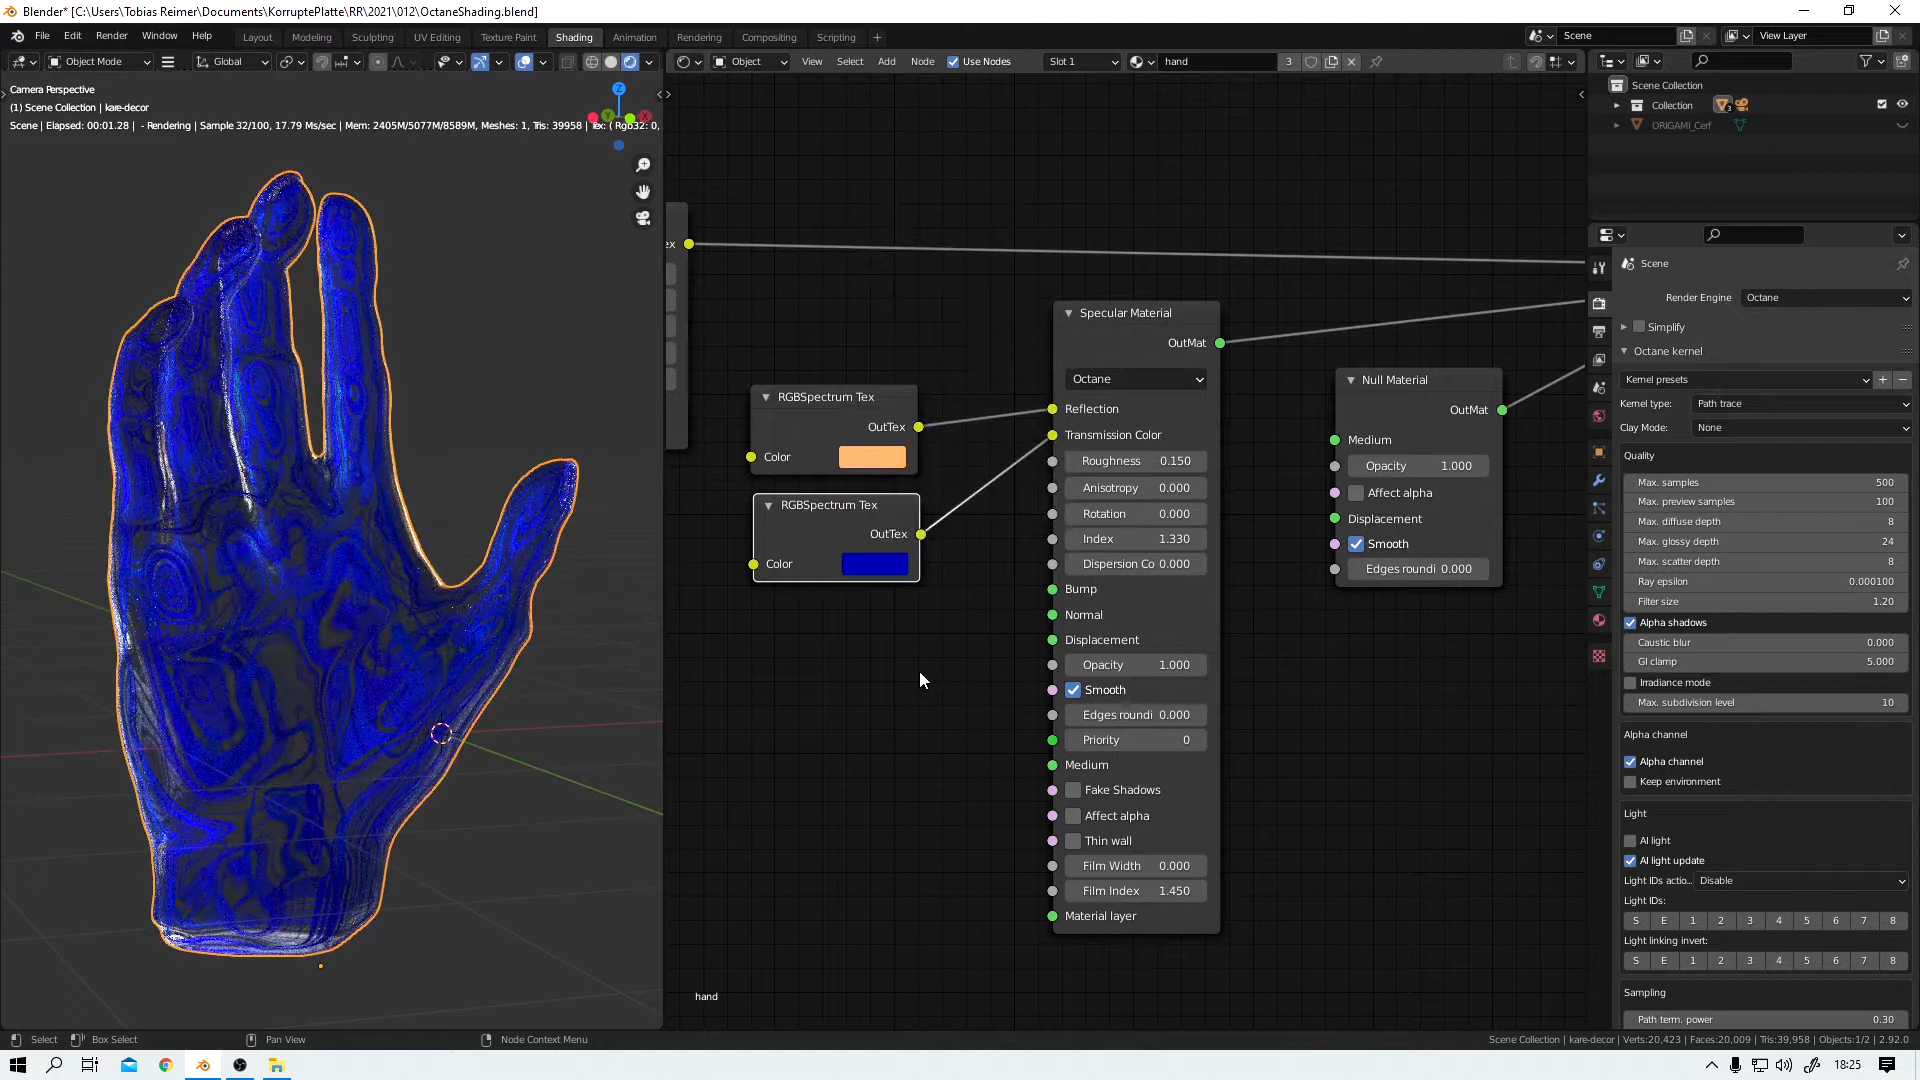 Blender* [C:\Users\Tobias Reimer\Documents\KorruptePlatte\RR\2021\012\OctaneShading.blend]
File Edit Render Window Help Layout Modeling Sculpting UV Editing Texture Paint Shading Animation Rendering Compositing Scripting + Scene View Layer
Object Mode Global Object View Select Add Node Use Nodes Slot 1 hand 3
Camera Perspective
(1) Scene Collection | kare-decor
Scene | Elapsed: 00:01.28 | - Rendering | Sample 32/100, 17.79 Ms/sec | Mem: 2405M/5077M/8589M, Meshes: 1, Tris: 39958 | Tex: ( Rgb32: 0,
Z
Y
X
ex
RGBSpectrum Tex
OutTex
Color
RGBSpectrum Tex
OutTex
Color
Specular Material
OutMat
Octane
Reflection
Transmission Color
Roughness 0.150
Anisotropy 0.000
Rotation 0.000
Index 1.330
Dispersion Co 0.000
Bump
Normal
Displacement
Opacity 1.000
Smooth
Edges roundi 0.000
Priority 0
Medium
Fake Shadows
Affect alpha
Thin wall
Film Width 0.000
Film Index 1.450
Material layer
Null Material
OutMat
Medium
Opacity 1.000
Affect alpha
Displacement
Smooth
Edges roundi 0.000
hand
Scene Collection
Collection 3
ORIGAMI_Cerf
Scene
Render Engine Octane
Simplify
Octane kernel
Kernel presets
Kernel type: Path trace
Clay Mode: None
Quality
Max. samples 500
Max. preview samples 100
Max. diffuse depth 8
Max. glossy depth 24
Max. scatter depth 8
Ray epsilon 0.000100
Filter size 1.20
Alpha shadows
Caustic blur 0.000
GI clamp 5.000
Irradiance mode
Max. subdivision level 10
Alpha channel
Alpha channel
Keep environment
Light
AI light
AI light update
Light IDs actio... Disable
Light IDs:
S E 1 2 3 4 5 6 7 8
Light linking invert:
S E 1 2 3 4 5 6 7 8
Sampling
Path term. power 0.30
Select Box Select Pan View Node Context Menu
Scene Collection | kare-decor | Verts:20,423 | Faces:20,009 | Tris:39,958 | Objects:1/2 | 2.92.0
18:25